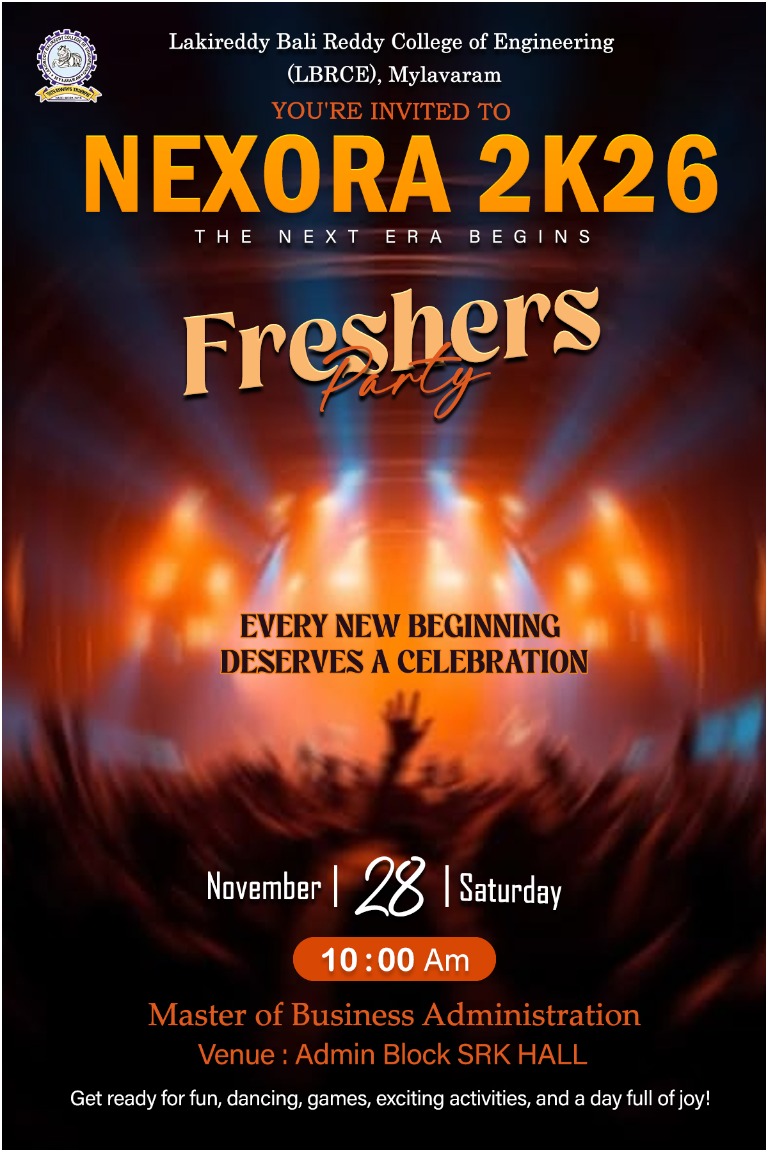 Lakireddy Bali Reddy College of Engineering
(LBRCE), Mylavaram
YOU'RE INVITED TO
NEXORA 2K26
THE NEXT ERA BEGINS
Freshers
Party
EVERY NEW BEGINNING
DESERVES A CELEBRATION
November | 28 | Saturday
10:00 Am
Master of Business Administration
Venue : Admin Block SRK HALL
Get ready for fun, dancing, games, exciting activities, and a day full of joy!